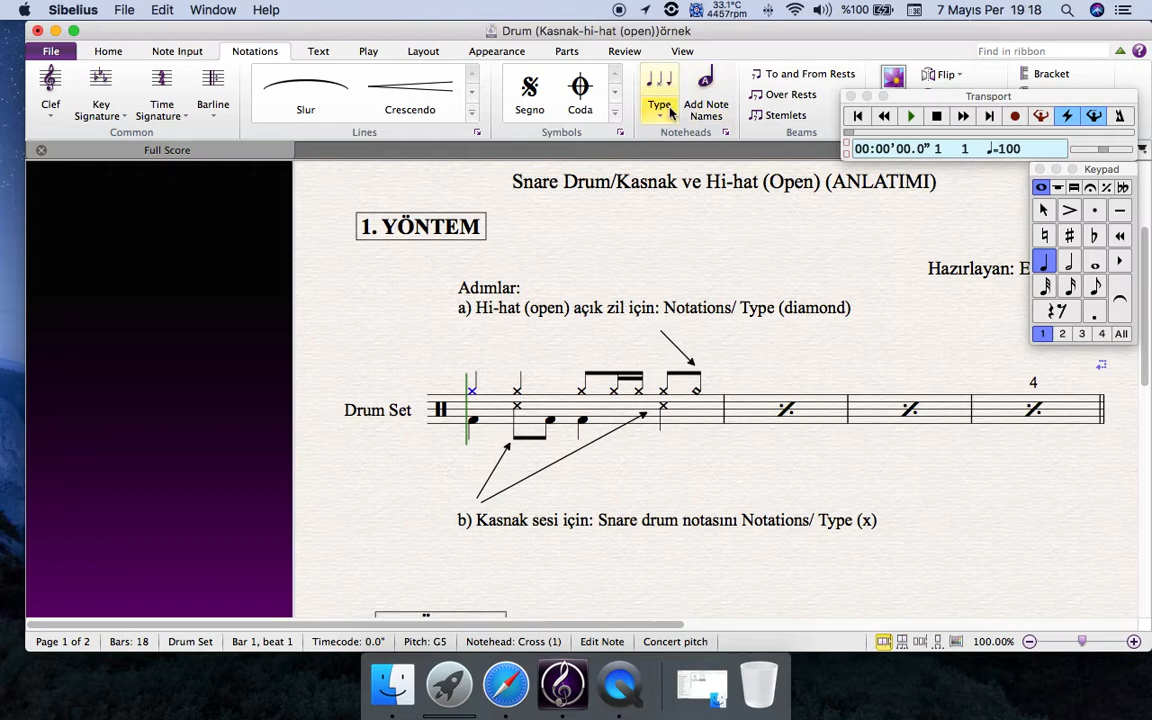 Sibelius File Edit Window Help 33.1°C 4457rpm %100 7 Mayıs Per 19 18
Drum (Kasnak-hi-hat (open))örnek
File Home Note Input Notations Text Play Layout Appearance Parts Review View Find in ribbon
Clef Key Signature Time Signature Barline
Common
Slur Crescendo
Lines
Segno Coda
Symbols
Type Add Note Names
Noteheads
To and From Rests
Over Rests
Stemlets
Beams
Flip Bracket
Transport
00:00'00.0" 1 1 =100
Full Score
Keypad
1 2 3 4 All
Snare Drum/Kasnak ve Hi-hat (Open) (ANLATIMI)
1. YÖNTEM
Hazırlayan: E
Adımlar:
a) Hi-hat (open) açık zil için: Notations/ Type (diamond)
4
Drum Set
b) Kasnak sesi için: Snare drum notasını Notations/ Type (x)
Page 1 of 2 Bars: 18 Drum Set Bar 1, beat 1 Timecode: 0.0" Pitch: G5 Notehead: Cross (1) Edit Note Concert pitch 100.00%